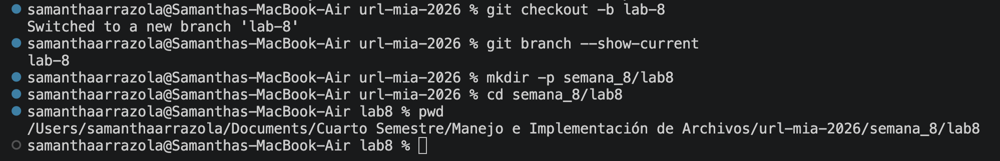 samanthaarrazola@Samanthas-MacBook-Air url-mia-2026 % git checkout -b lab-8
Switched to a new branch 'lab-8'
samanthaarrazola@Samanthas-MacBook-Air url-mia-2026 % git branch --show-current
lab-8
samanthaarrazola@Samanthas-MacBook-Air url-mia-2026 % mkdir -p semana_8/lab8
samanthaarrazola@Samanthas-MacBook-Air url-mia-2026 % cd semana_8/lab8
samanthaarrazola@Samanthas-MacBook-Air lab8 % pwd
/Users/samanthaarrazola/Documents/Cuarto Semestre/Manejo e Implementación de Archivos/url-mia-2026/semana_8/lab8
samanthaarrazola@Samanthas-MacBook-Air lab8 %